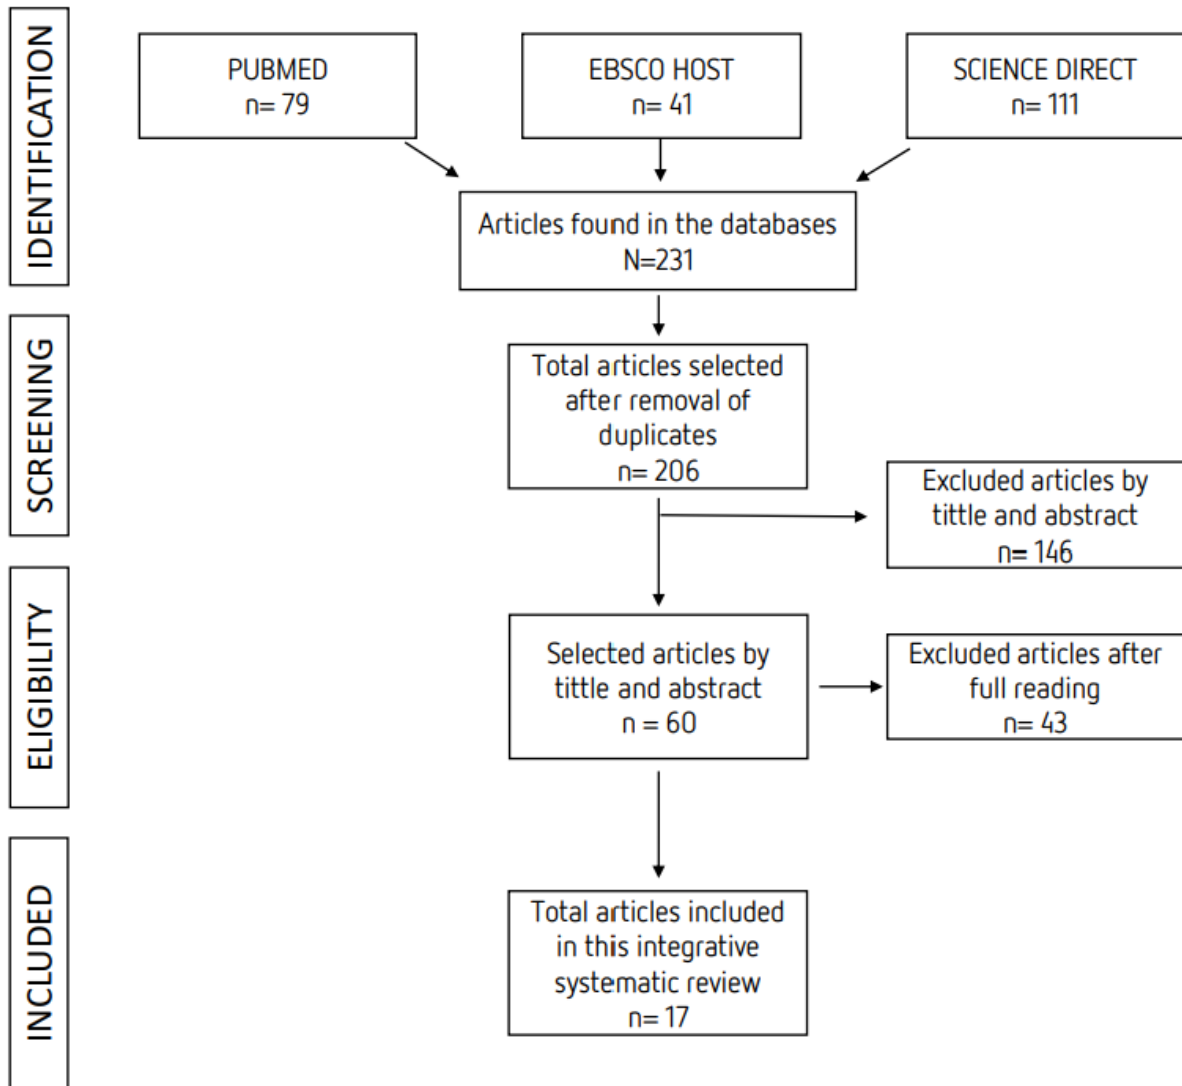 IDENTIFICATION
PUBMED
n= 79
EBSCO HOST
n= 41
SCIENCE DIRECT
n= 111
Articles found in the databases
N=231
SCREENING
Total articles selected
after removal of
duplicates
n= 206
Excluded articles by
tittle and abstract
n= 146
ELIGIBILITY
Selected articles by
tittle and abstract
n = 60
Excluded articles after
full reading
n= 43
INCLUDED
Total articles included
in this integrative
systematic review
n= 17